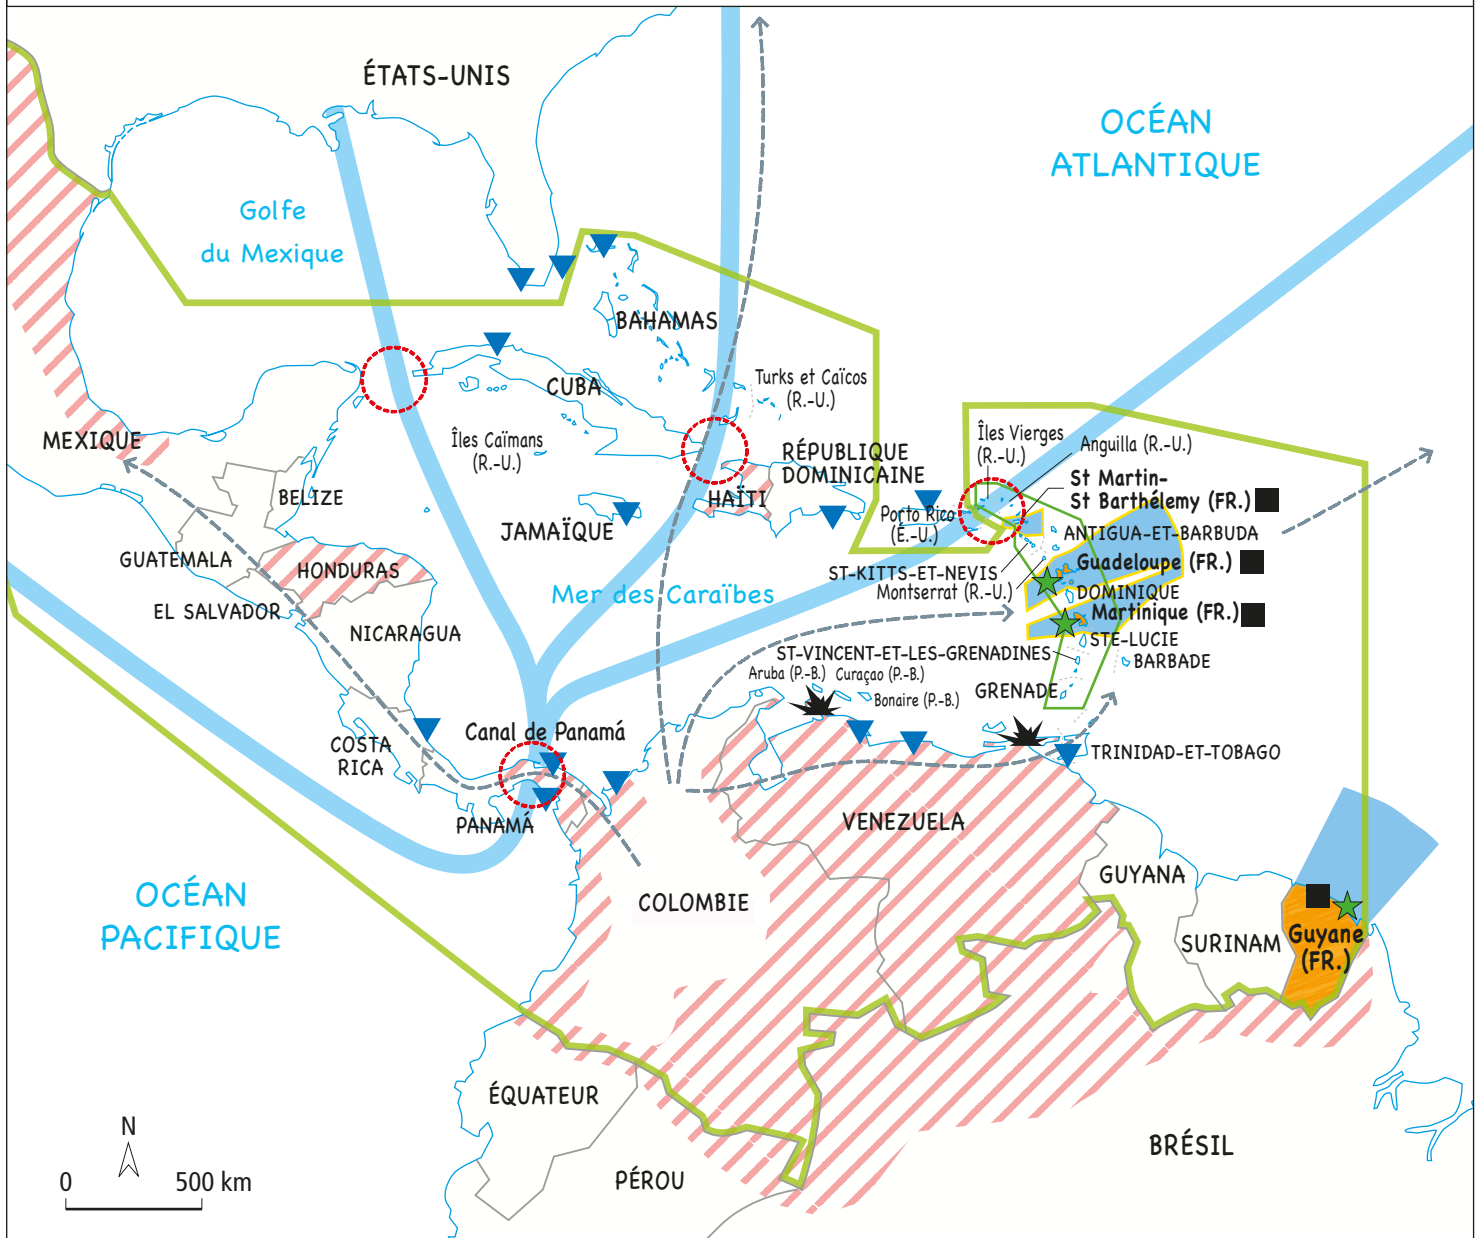 ÉTATS-UNIS
OCÉAN
ATLANTIQUE
Golfe
du Mexique
BAHAMAS
Turks et Caïcos
(R.-U.)
CUBA
Îles Caïmans
(R.-U.)
MEXIQUE
Îles Vierges
(R.-U.)
Anguilla (R.-U.)
RÉPUBLIQUE
DOMINICAINE
St Martin-
St Barthélemy (FR.)
BELIZE
HAÏTI
Porto Rico
(É.-U.)
JAMAÏQUE
ANTIGUA-ET-BARBUDA
GUATEMALA
HONDURAS
Guadeloupe (FR.)
ST-KITTS-ET-NEVIS
Montserrat (R.-U.)
DOMINIQUE
Mer des Caraïbes
EL SALVADOR
Martinique (FR.)
NICARAGUA
STE-LUCIE
ST-VINCENT-ET-LES-GRENADINES
BARBADE
Aruba (P.-B.)
Curaçao (P.-B.)
Bonaire (P.-B.)
GRENADE
Canal de Panamá
COSTA
RICA
TRINIDAD-ET-TOBAGO
PANAMÁ
VENEZUELA
GUYANA
OCÉAN
PACIFIQUE
COLOMBIE
SURINAM
Guyane
(FR.)
ÉQUATEUR
BRÉSIL
PÉROU
N
0
500 km